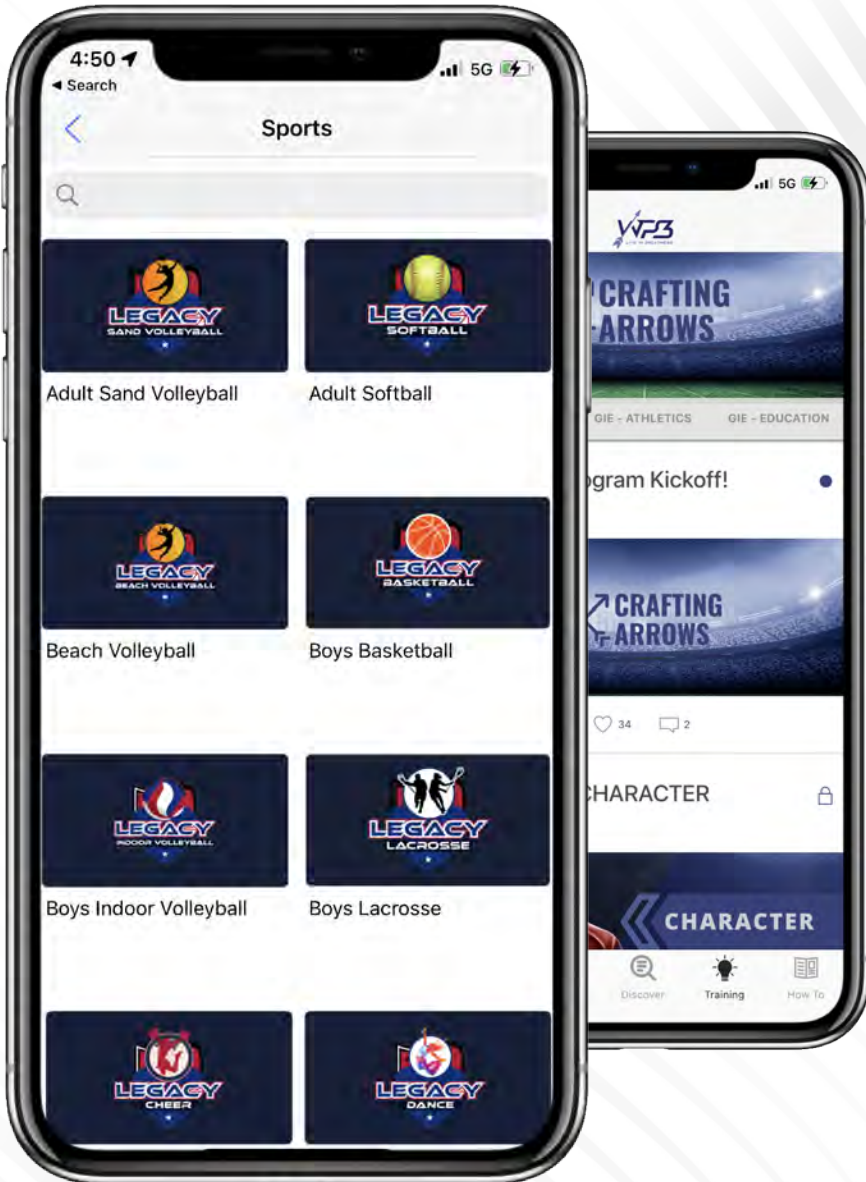 4:50
5G
◄ Search
Sports
LEGACY
SAND VOLLEYBALL
LEGACY
SOFTBALL
Adult Sand Volleyball
Adult Softball
LEGACY
BEACH VOLLEYBALL
LEGACY
BASKETBALL
Beach Volleyball
Boys Basketball
LEGACY
INDOOR VOLLEYBALL
LEGACY
LACROSSE
Boys Indoor Volleyball
Boys Lacrosse
LEGACY
CHEER
LEGACY
DANCE
5G
WPB
CRAFTING
ARROWS
GIE - ATHLETICS
GIE - EDUCATION
ogram Kickoff!
CRAFTING
ARROWS
34
2
CHARACTER
CHARACTER
Discover
Training
How To